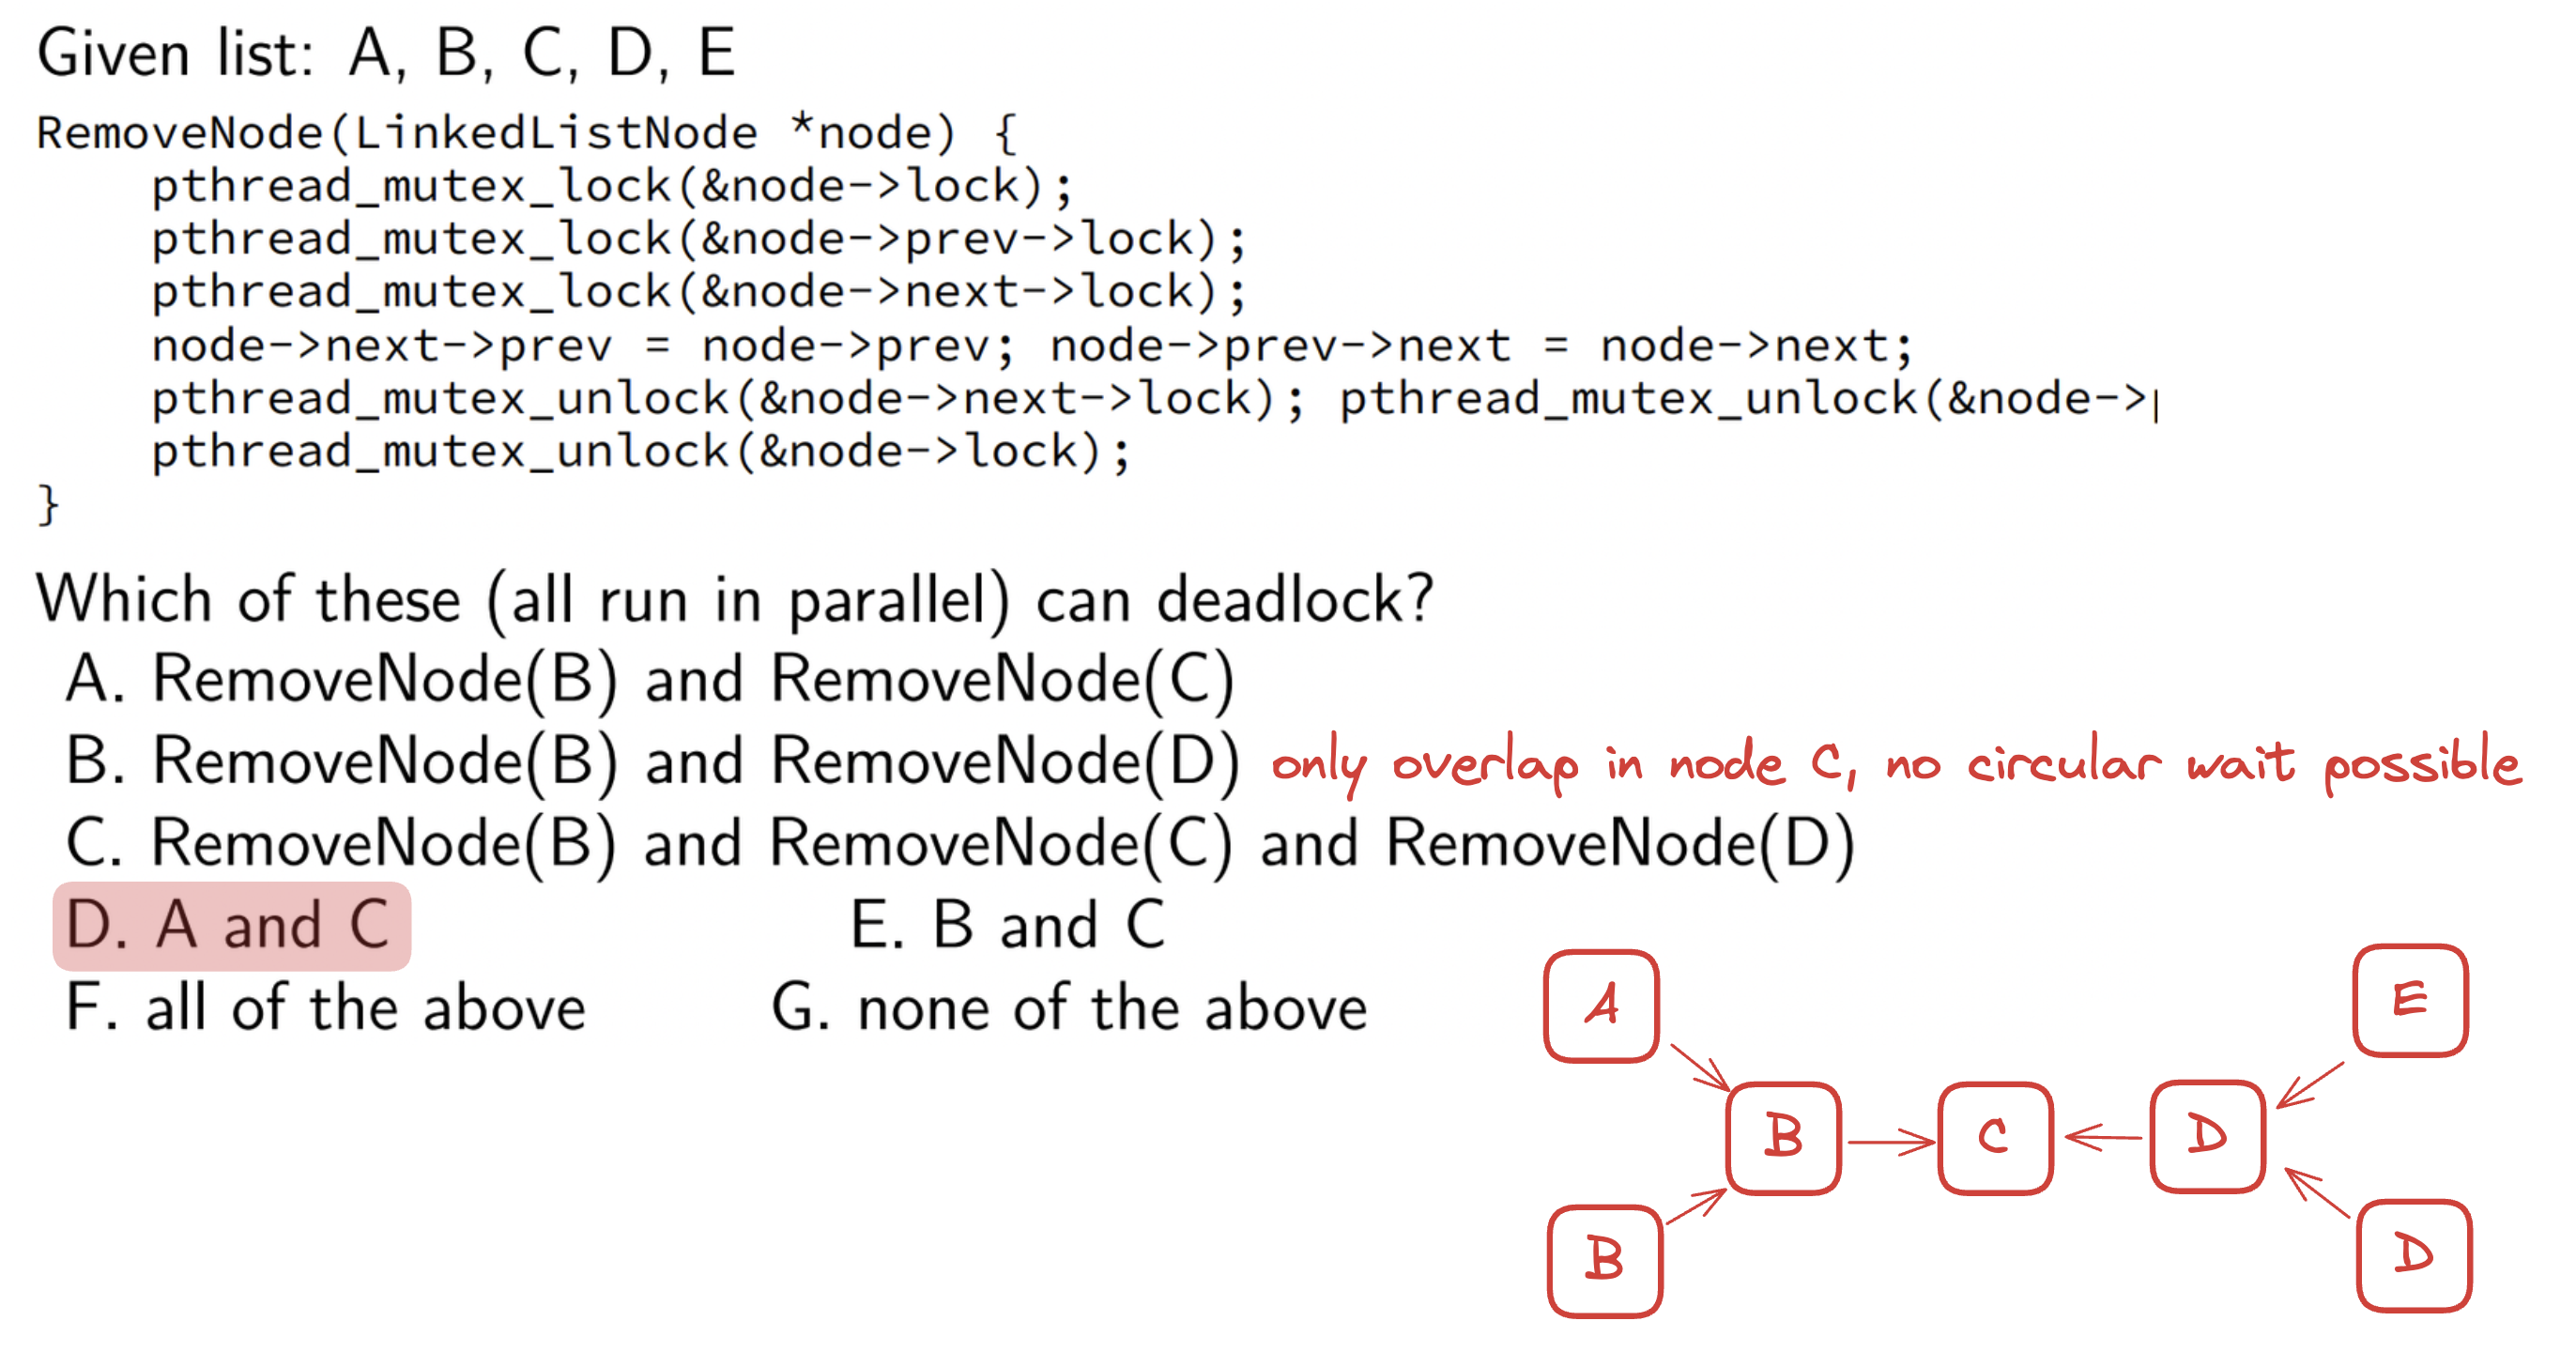 Given list: A, B, C, D, E
RemoveNode(LinkedListNode *node) {
    pthread_mutex_lock(&node->lock);
    pthread_mutex_lock(&node->prev->lock);
    pthread_mutex_lock(&node->next->lock);
    node->next->prev = node->prev; node->prev->next = node->next;
    pthread_mutex_unlock(&node->next->lock); pthread_mutex_unlock(&node->
    pthread_mutex_unlock(&node->lock);
}
Which of these (all run in parallel) can deadlock?
A. RemoveNode(B) and RemoveNode(C)
B. RemoveNode(B) and RemoveNode(D) only overlap in node C, no circular wait possible
C. RemoveNode(B) and RemoveNode(C) and RemoveNode(D)
D. A and C E. B and C
F. all of the above G. none of the above
A E
B C D
B D